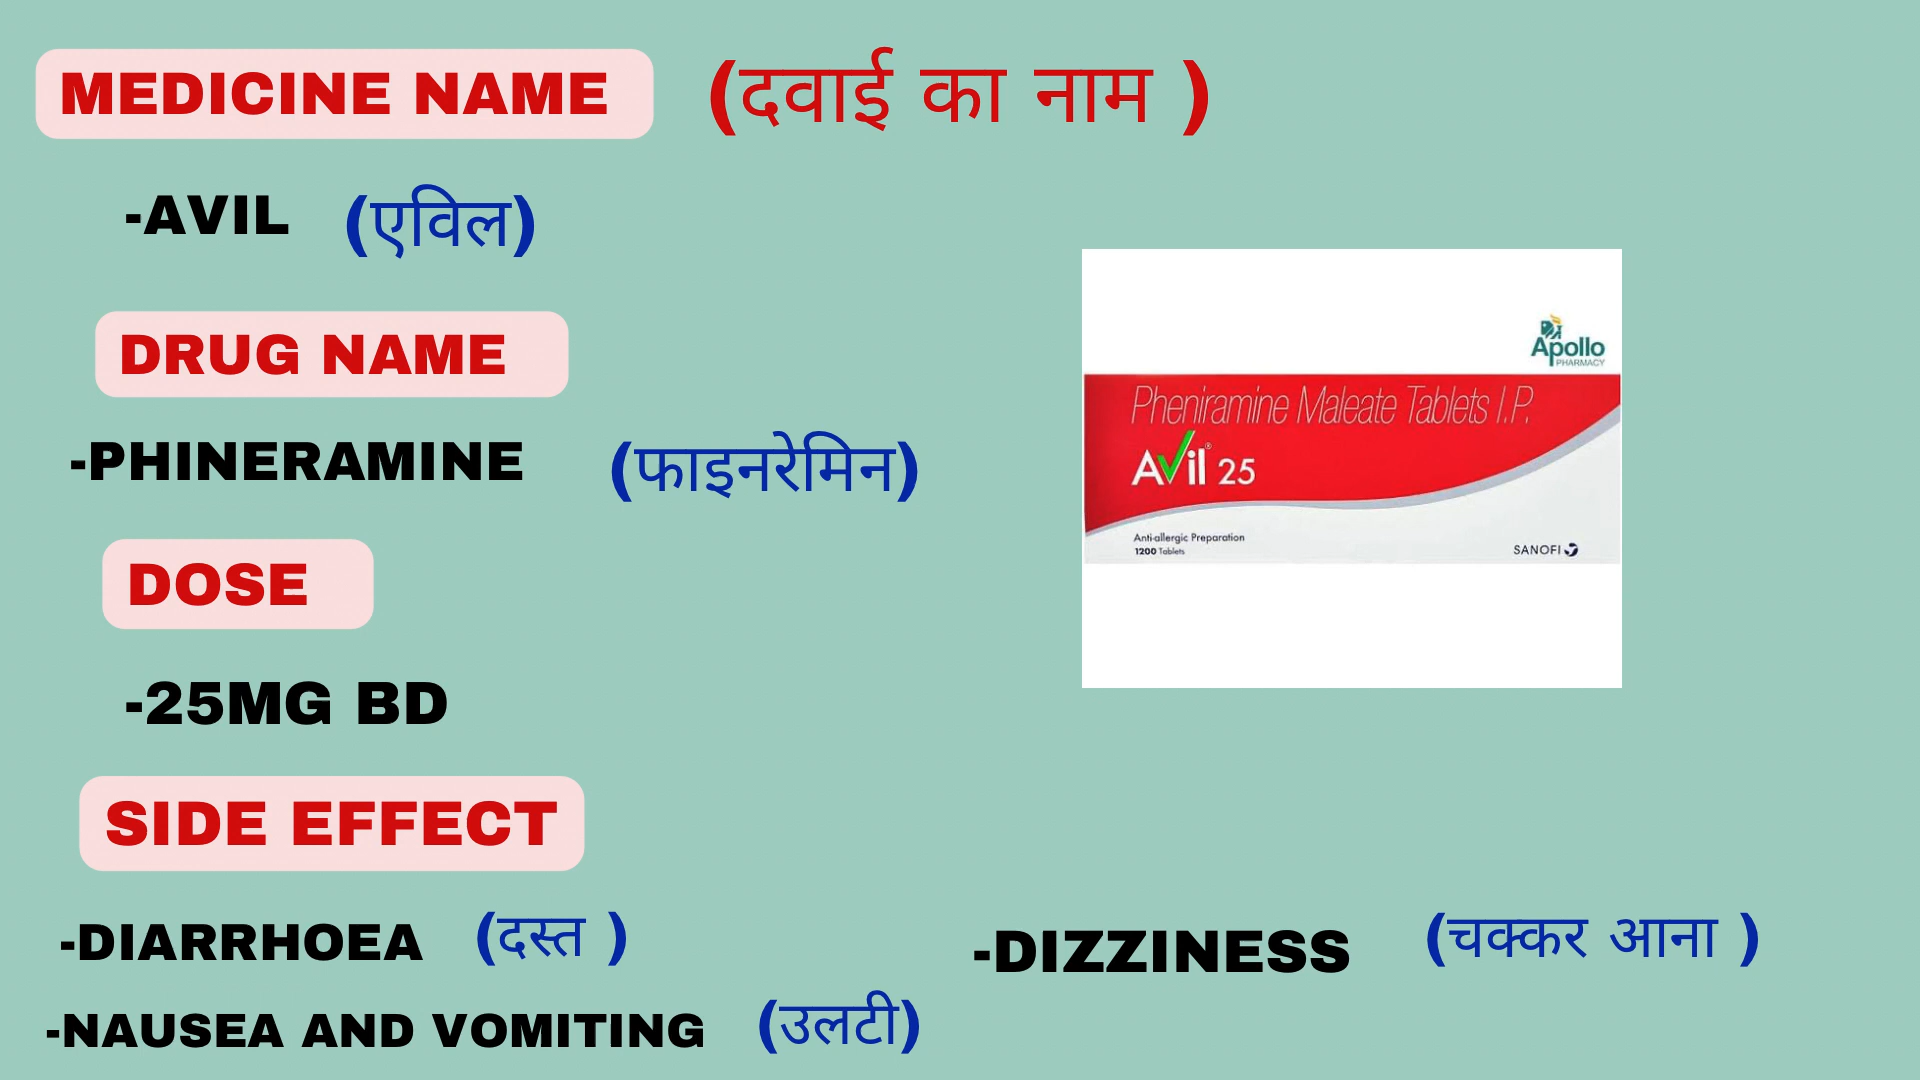 MEDICINE NAME (दवाई का नाम )
-AVIL (एविल)
DRUG NAME
-PHINERAMINE (फाइनरेमिन)
DOSE
-25MG BD
SIDE EFFECT
-DIARRHOEA (दस्त )
-DIZZINESS (चक्कर आना )
-NAUSEA AND VOMITING (उलटी)
Apollo
PHARMACY
Pheniramine Maleate Tablets I.P.
Avil® 25
Anti-allergic Preparation
1200 Tablets
SANOFI